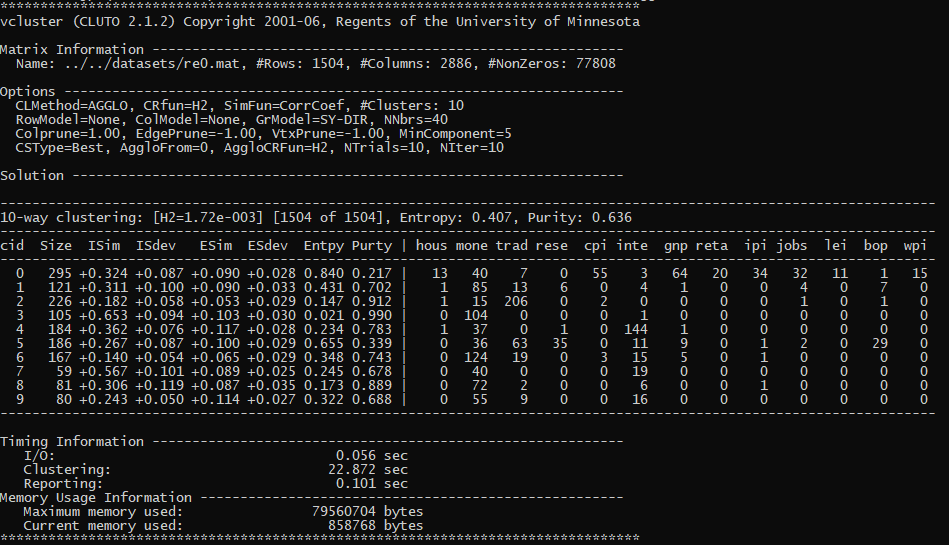 ********************************************************************************
vcluster (CLUTO 2.1.2) Copyright 2001-06, Regents of the University of Minnesota
Matrix Information -----------------------------------------------------------
  Name: ../../datasets/re0.mat, #Rows: 1504, #Columns: 2886, #NonZeros: 77808
Options ----------------------------------------------------------------------
  CLMethod=AGGLO, CRfun=H2, SimFun=CorrCoef, #Clusters: 10
  RowModel=None, ColModel=None, GrModel=SY-DIR, NNbrs=40
  Colprune=1.00, EdgePrune=-1.00, VtxPrune=-1.00, MinComponent=5
  CSType=Best, AggloFrom=0, AggloCRFun=H2, NTrials=10, NIter=10
Solution ---------------------------------------------------------------------
---------------------------------------------------------------------------------------------------------------------
10-way clustering: [H2=1.72e-003] [1504 of 1504], Entropy: 0.407, Purity: 0.636
---------------------------------------------------------------------------------------------------------------------
cid  Size  ISim  ISdev   ESim  ESdev  Entpy Purty | hous mone trad rese  cpi inte  gnp reta  ipi jobs  lei  bop  wpi
---------------------------------------------------------------------------------------------------------------------
  0   295 +0.324 +0.087 +0.090 +0.028 0.840 0.217 |   13   40    7    0   55    3   64   20   34   32   11    1   15
  1   121 +0.311 +0.100 +0.090 +0.033 0.431 0.702 |    1   85   13    6    0    4    1    0    0    4    0    7    0
  2   226 +0.182 +0.058 +0.053 +0.029 0.147 0.912 |    1   15  206    0    2    0    0    0    0    1    0    1    0
  3   105 +0.653 +0.094 +0.103 +0.030 0.021 0.990 |    0  104    0    0    0    1    0    0    0    0    0    0    0
  4   184 +0.362 +0.076 +0.117 +0.028 0.234 0.783 |    1   37    0    1    0  144    1    0    0    0    0    0    0
  5   186 +0.267 +0.087 +0.100 +0.029 0.655 0.339 |    0   36   63   35    0   11    9    0    1    2    0   29    0
  6   167 +0.140 +0.054 +0.065 +0.029 0.348 0.743 |    0  124   19    0    3   15    5    0    1    0    0    0    0
  7    59 +0.567 +0.101 +0.089 +0.025 0.245 0.678 |    0   40    0    0    0   19    0    0    0    0    0    0    0
  8    81 +0.306 +0.119 +0.087 +0.035 0.173 0.889 |    0   72    2    0    0    6    0    0    1    0    0    0    0
  9    80 +0.243 +0.050 +0.114 +0.027 0.322 0.688 |    0   55    9    0    0   16    0    0    0    0    0    0    0
---------------------------------------------------------------------------------------------------------------------
Timing Information -----------------------------------------------------------
   I/O:                                   0.056 sec
   Clustering:                           22.872 sec
   Reporting:                             0.101 sec
Memory Usage Information -----------------------------------------------------
   Maximum memory used:                79560704 bytes
   Current memory used:                  858768 bytes
********************************************************************************